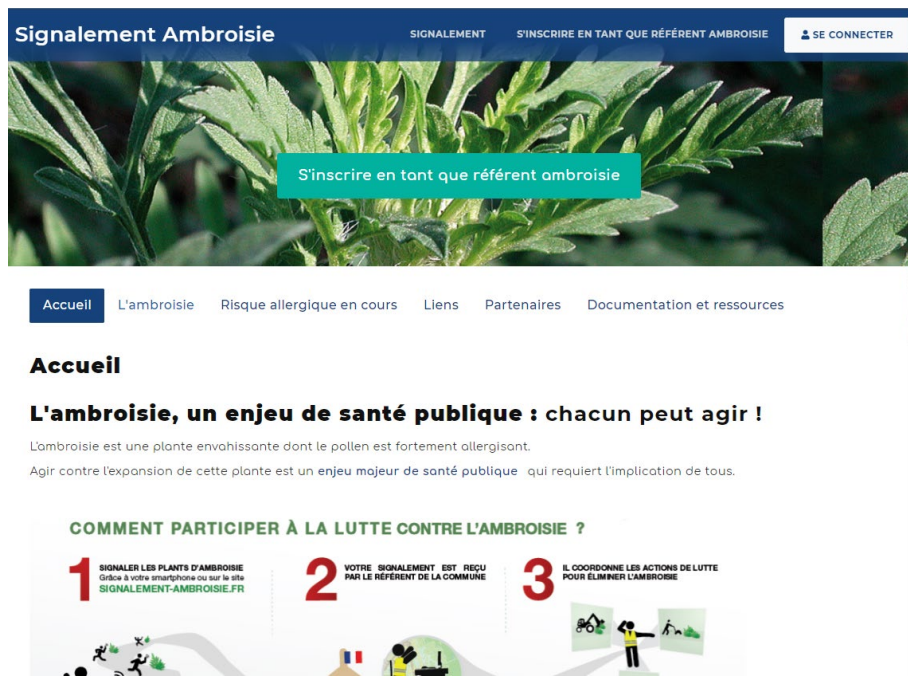 Signalement Ambroisie
SIGNALEMENT
S'INSCRIRE EN TANT QUE RÉFÉRENT AMBROISIE
SE CONNECTER
S'inscrire en tant que référent ambroisie
Accueil
L'ambroisie
Risque allergique en cours
Liens
Partenaires
Documentation et ressources
Accueil
L'ambroisie, un enjeu de santé publique : chacun peut agir !
L'ambroisie est une plante envahissante dont le pollen est fortement allergisant.
Agir contre l'expansion de cette plante est un enjeu majeur de santé publique qui requiert l'implication de tous.
COMMENT PARTICIPER À LA LUTTE CONTRE L'AMBROISIE ?
1
SIGNALER LES PLANTS D'AMBROISIE
Grâce à votre smartphone ou sur le site
SIGNALEMENT-AMBROISIE.FR
2
VOTRE SIGNALEMENT EST REÇU
PAR LE RÉFÉRENT DE LA COMMUNE
3
IL COORDONNE LES ACTIONS DE LUTTE
POUR ÉLIMINER L'AMBROISIE